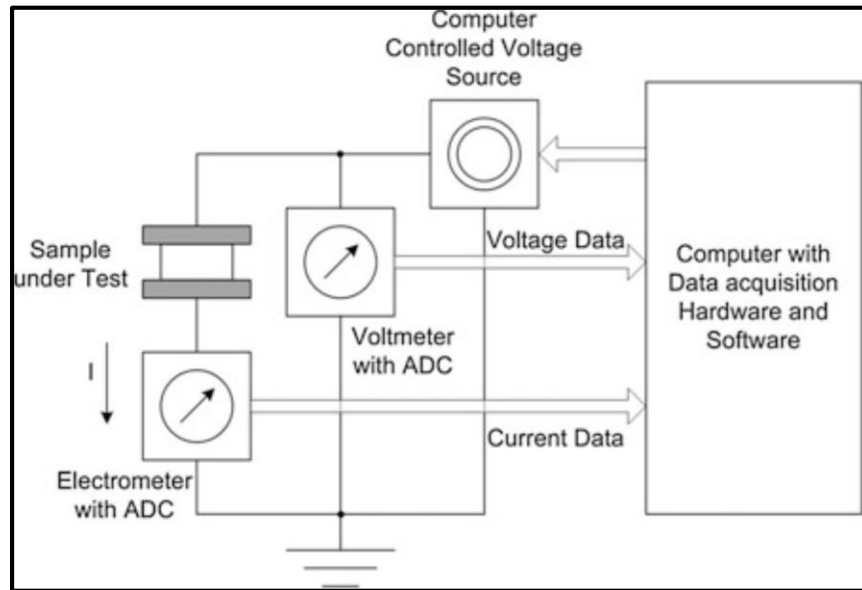 Computer
Controlled Voltage
Source
Sample
under Test
Voltage Data
Voltmeter
with ADC
Computer with
Data acquisition
Hardware and
Software
I
Current Data
Electrometer
with ADC